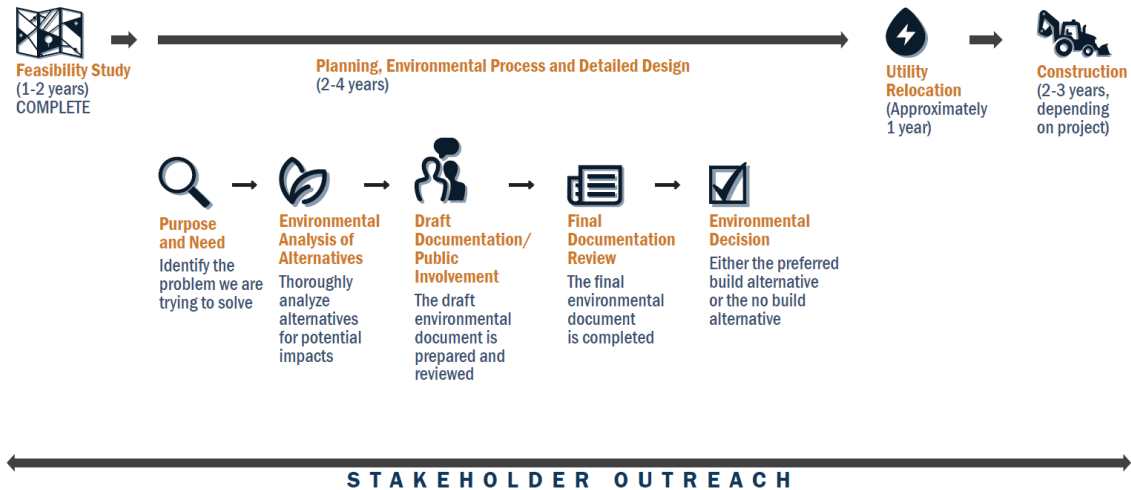 Feasibility Study
(1-2 years)
COMPLETE
Planning, Environmental Process and Detailed Design
(2-4 years)
Utility
Relocation
(Approximately
1 year)
Construction
(2-3 years,
depending
on project)
Purpose
and Need
Identify the
problem we are
trying to solve
Environmental
Analysis of
Alternatives
Thoroughly
analyze
alternatives
for potential
impacts
Draft
Documentation/
Public
Involvement
The draft
environmental
document is
prepared and
reviewed
Final
Documentation
Review
The final
environmental
document
is completed
Environmental
Decision
Either the preferred
build alternative
or the no build
alternative
STAKEHOLDER OUTREACH